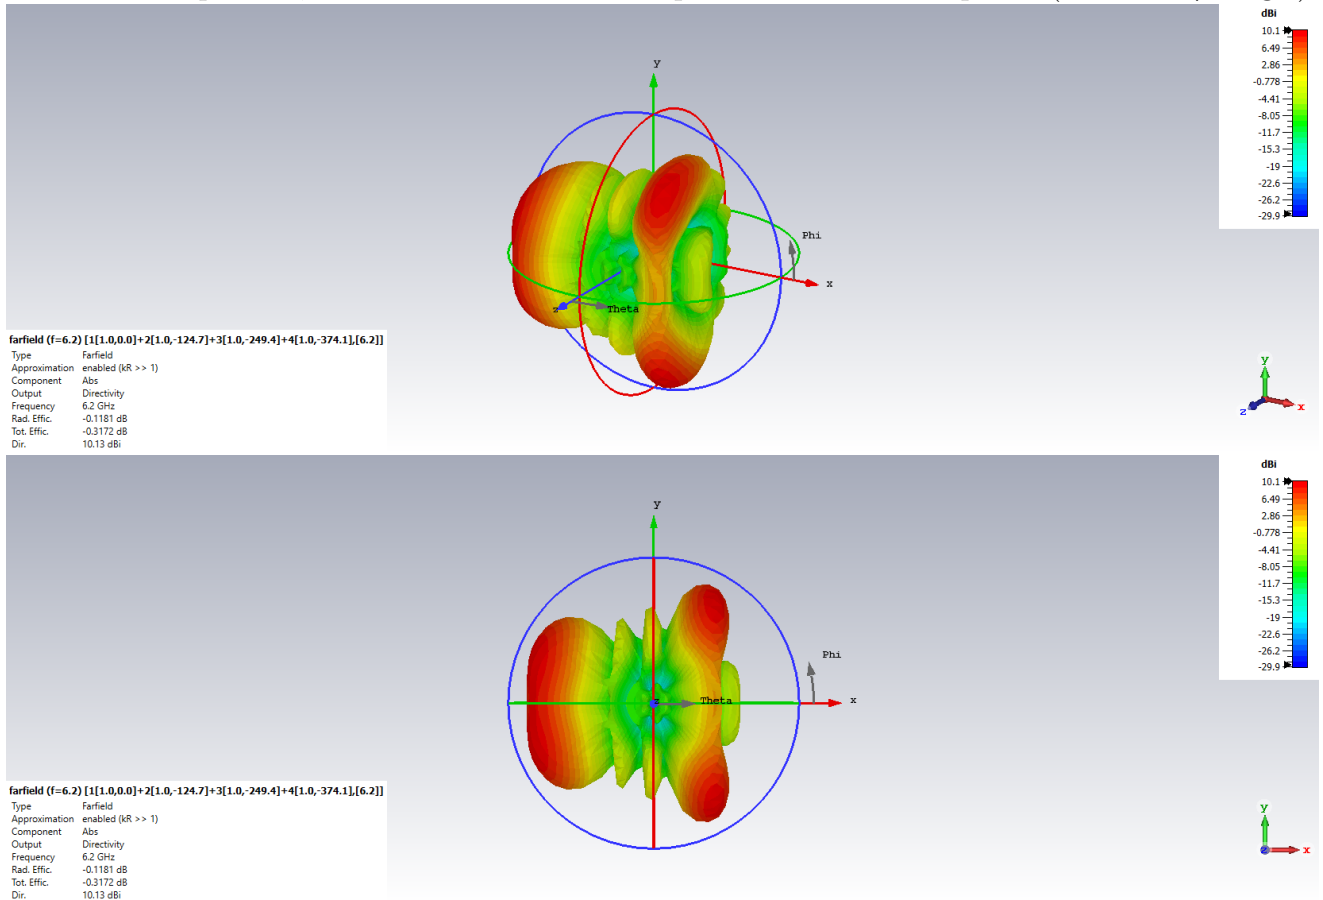 dBi
10.1
6.49
2.86
-0.778
-4.41
-8.05
-11.7
-15.3
-19
-22.6
-26.2
-29.9
y
Phi
x
z
Theta
farfield (f=6.2) [1[1.0,0.0]+2[1.0,-124.7]+3[1.0,-249.4]+4[1.0,-374.1],[6.2]]
Type Farfield
Approximation enabled (kR >> 1)
Component Abs
Output Directivity
Frequency 6.2 GHz
Rad. Effic. -0.1181 dB
Tot. Effic. -0.3172 dB
Dir. 10.13 dBi
y
z
x
dBi
10.1
6.49
2.86
-0.778
-4.41
-8.05
-11.7
-15.3
-19
-22.6
-26.2
-29.9
y
Phi
Theta
x
farfield (f=6.2) [1[1.0,0.0]+2[1.0,-124.7]+3[1.0,-249.4]+4[1.0,-374.1],[6.2]]
Type Farfield
Approximation enabled (kR >> 1)
Component Abs
Output Directivity
Frequency 6.2 GHz
Rad. Effic. -0.1181 dB
Tot. Effic. -0.3172 dB
Dir. 10.13 dBi
y
z
x